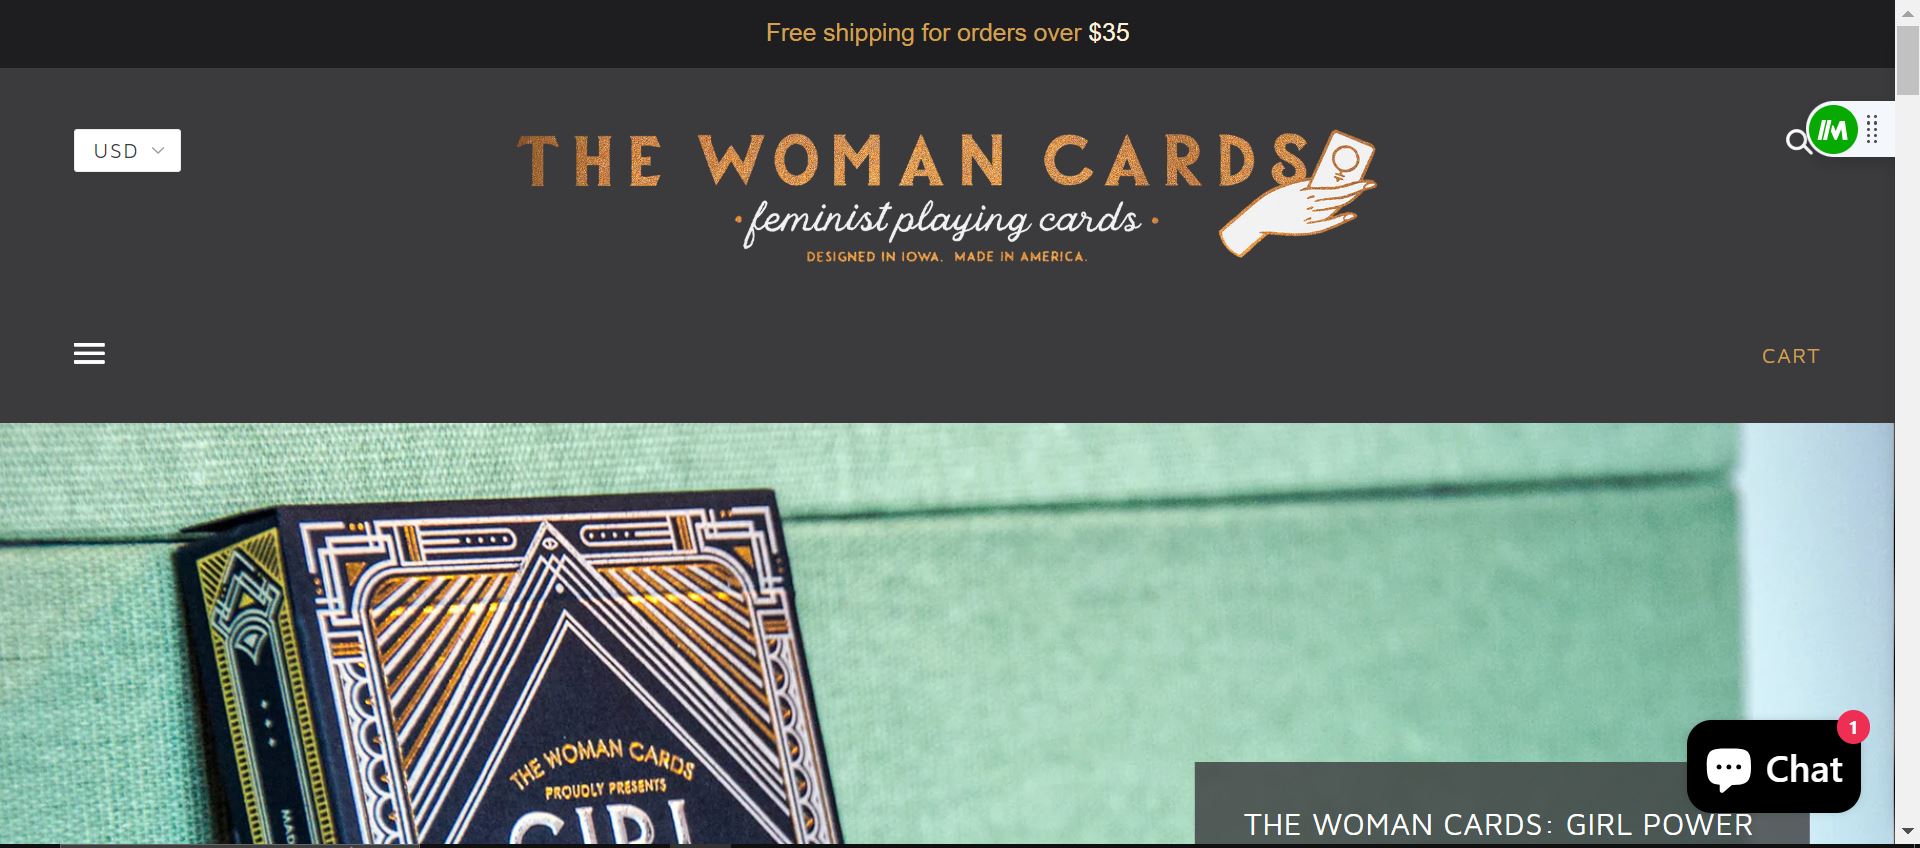 Free shipping for orders over $35
USD
THE WOMAN CARDS
feminist playing cards
DESIGNED IN IOWA. MADE IN AMERICA.
CART
THE WOMAN CARDS
PROUDLY PRESENTS
GIRL
MAD
1
Chat
THE WOMAN CARDS: GIRL POWER